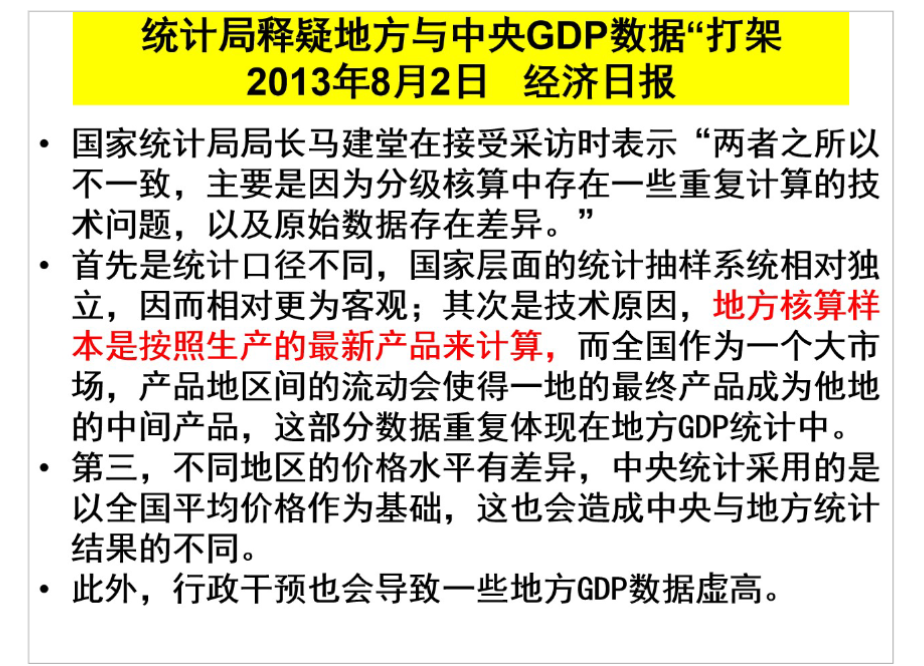 统计局释疑地方与中央GDP数据“打架
2013年8月2日 经济日报
• 国家统计局局长马建堂在接受采访时表示“两者之所以
不一致，主要是因为分级核算中存在一些重复计算的技
术问题，以及原始数据存在差异。”
• 首先是统计口径不同，国家层面的统计抽样系统相对独
立，因而相对更为客观；其次是技术原因，地方核算样
本是按照生产的最新产品来计算，而全国作为一个大市
场，产品地区间的流动会使得一地的最终产品成为他地
的中间产品，这部分数据重复体现在地方GDP统计中。
• 第三，不同地区的价格水平有差异，中央统计采用的是
以全国平均价格作为基础，这也会造成中央与地方统计
结果的不同。
• 此外，行政干预也会导致一些地方GDP数据虚高。